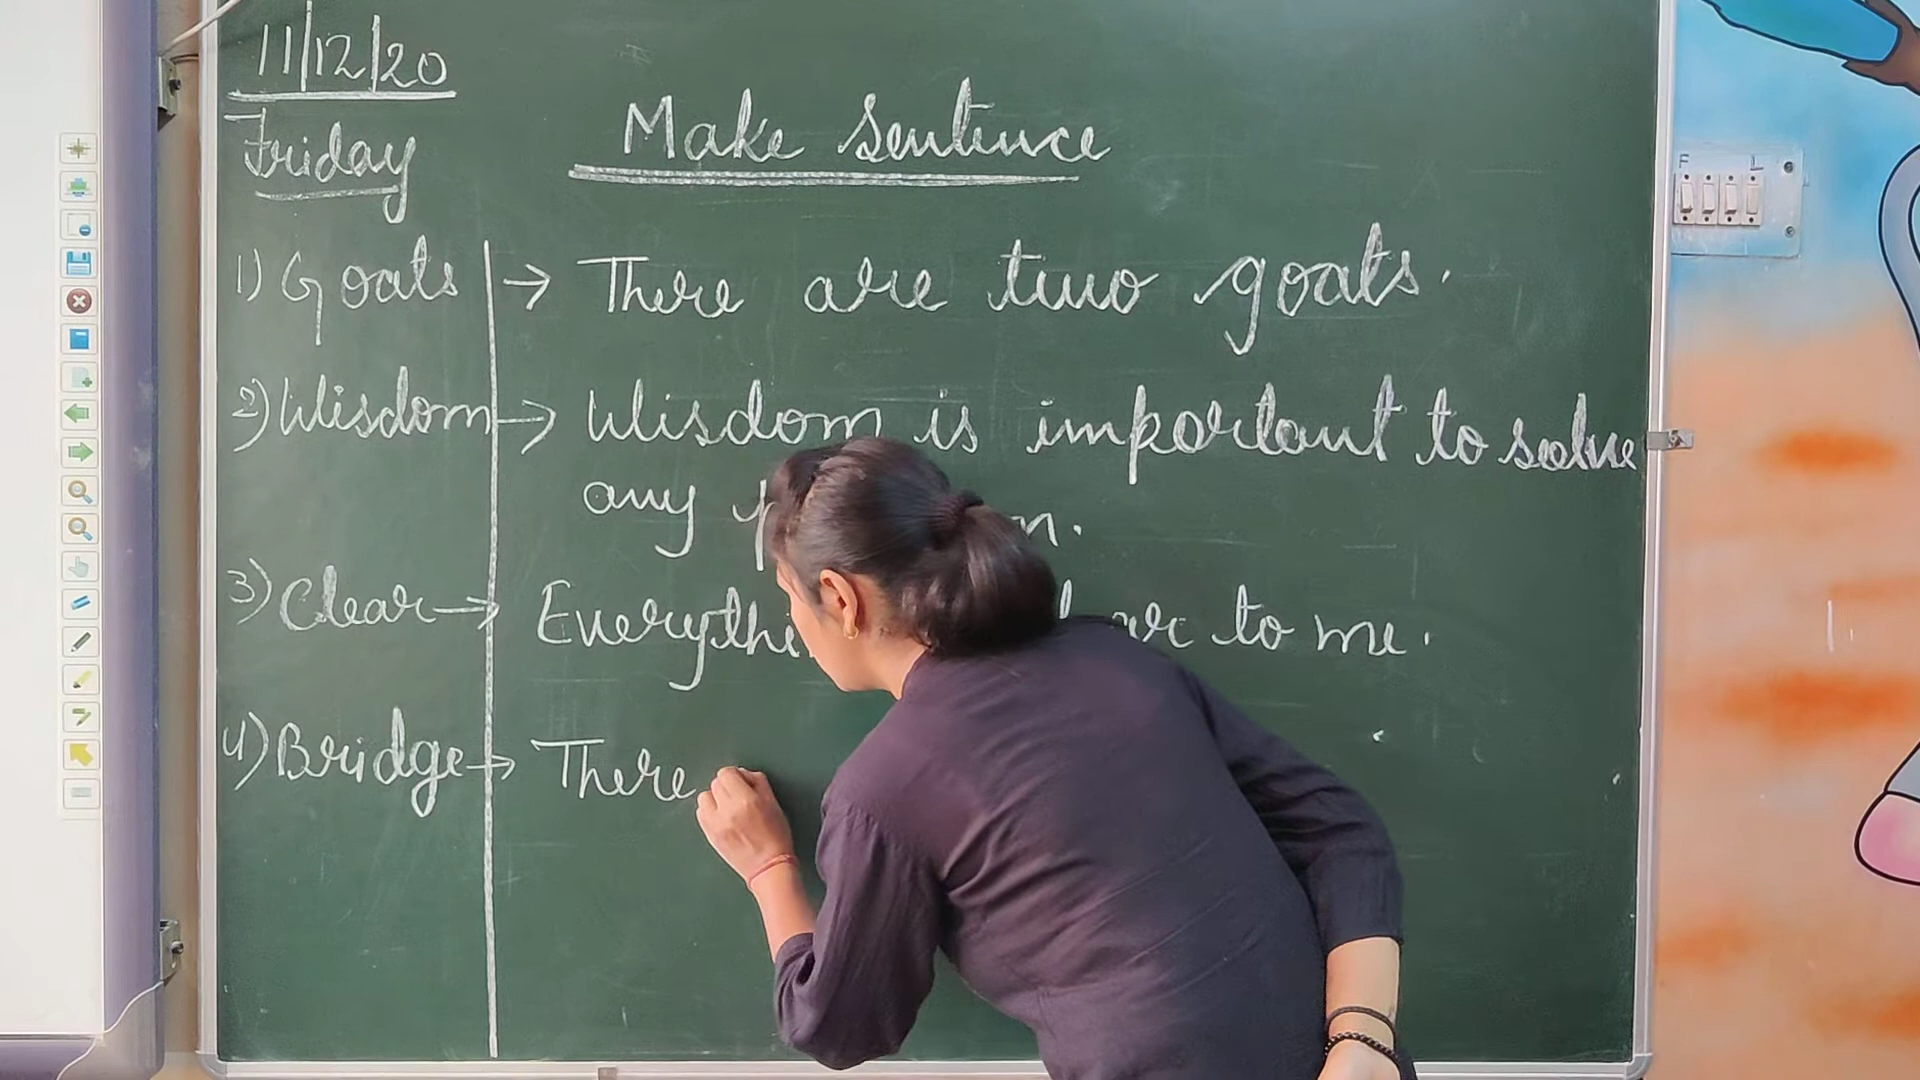 11/12/20
Friday
Make Sentence
1) Goats → There are two goats.
2) Wisdom → Wisdom is important to solve
any
3) Clear → to me.
4) Bridge → There
F L